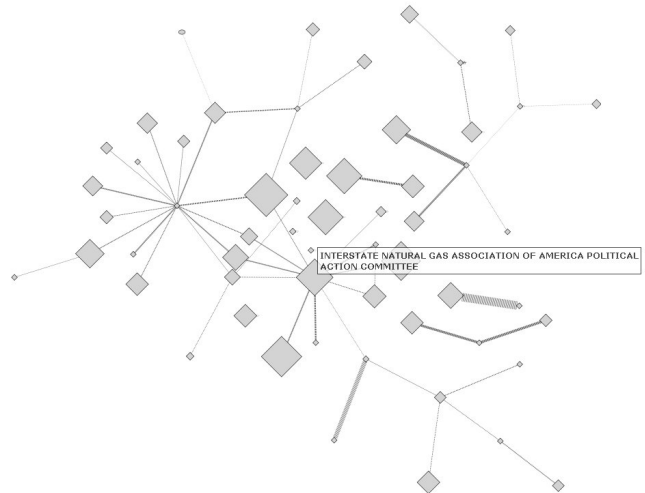 INTERSTATE NATURAL GAS ASSOCIATION OF AMERICA POLITICAL
ACTION COMMITTEE